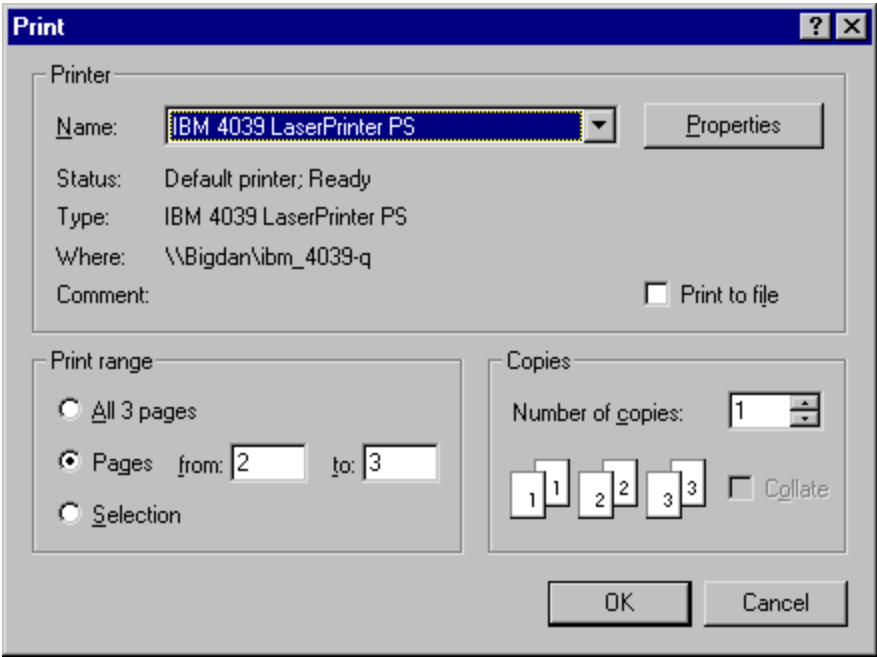 Print
Printer
Name: IBM 4039 LaserPrinter PS Properties
Status: Default printer; Ready
Type: IBM 4039 LaserPrinter PS
Where: \\Bigdan\ibm_4039-q
Comment: Print to file
Print range
All 3 pages
Pages from: 2 to: 3
Selection
Copies
Number of copies: 1
1 1 2 2 3 3 Collate
OK Cancel